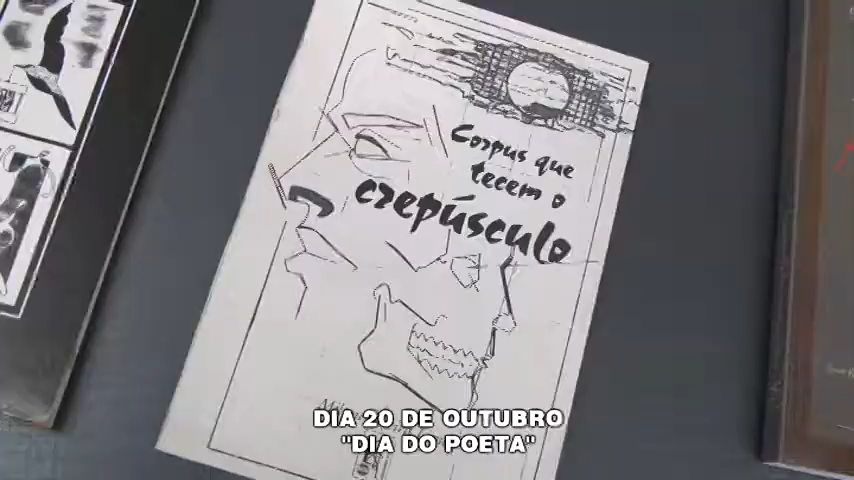 Corpus que
tecem o
crepúsculo
DIA 20 DE OUTUBRO
"DIA DO POETA"